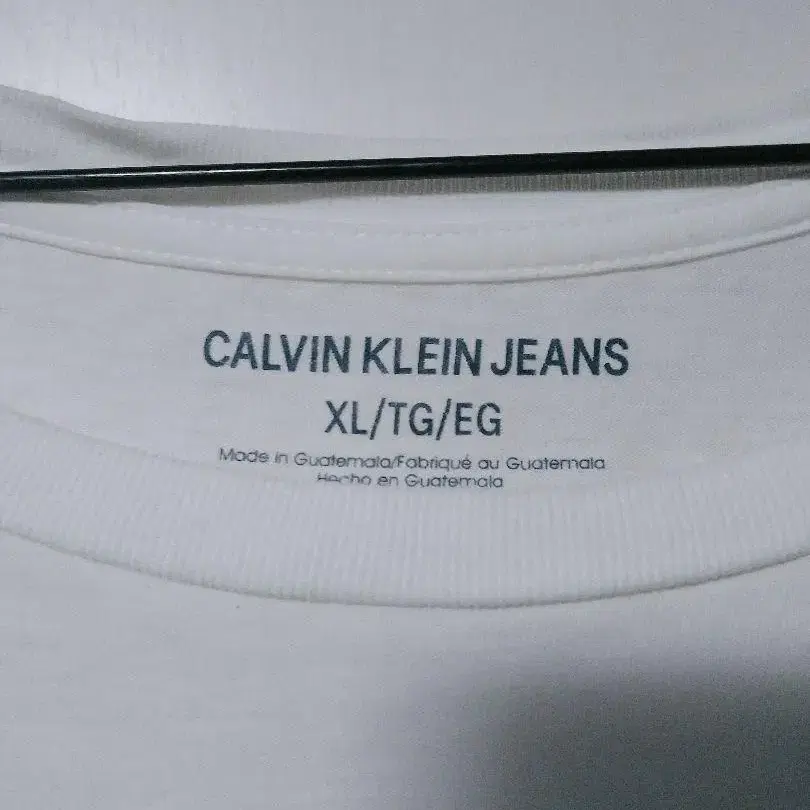 CALVIN KLEIN JEANS
XL/TG/EG
Made in Guatemala/Fabriqué au Guatemala
Hecho en Guatemala